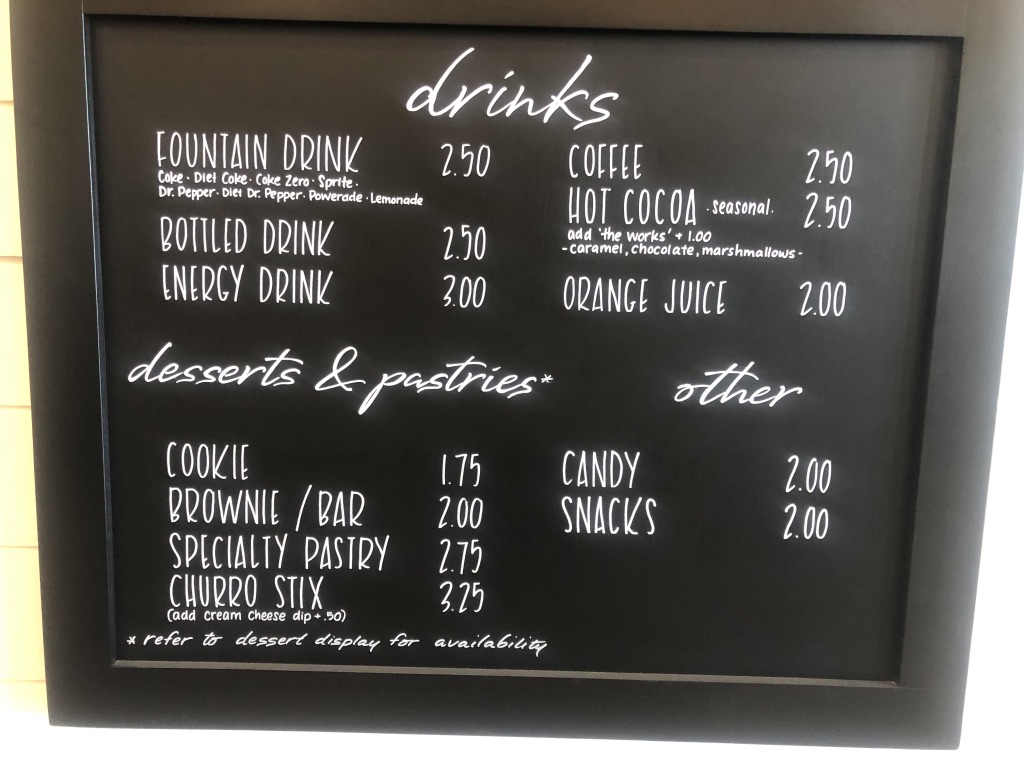 drinks
FOUNTAIN DRINK 2.50
Coke · Diet Coke · Coke Zero · Sprite ·
Dr. Pepper · Diet Dr. Pepper · Powerade · Lemonade
BOTTLED DRINK 2.50
ENERGY DRINK 3.00
COFFEE 2.50
HOT COCOA · seasonal · 2.50
add 'the works' + 1.00
- caramel, chocolate, marshmallows -
ORANGE JUICE 2.00
desserts & pastries*
COOKIE 1.75
BROWNIE / BAR 2.00
SPECIALTY PASTRY 2.75
CHURRO STIX 3.25
(add cream cheese dip + .50)
* refer to dessert display for availability
other
CANDY 2.00
SNACKS 2.00